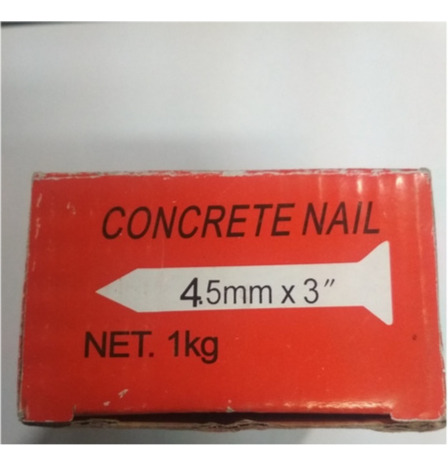 CONCRETE NAIL
4.5mm x 3"
NET. 1kg